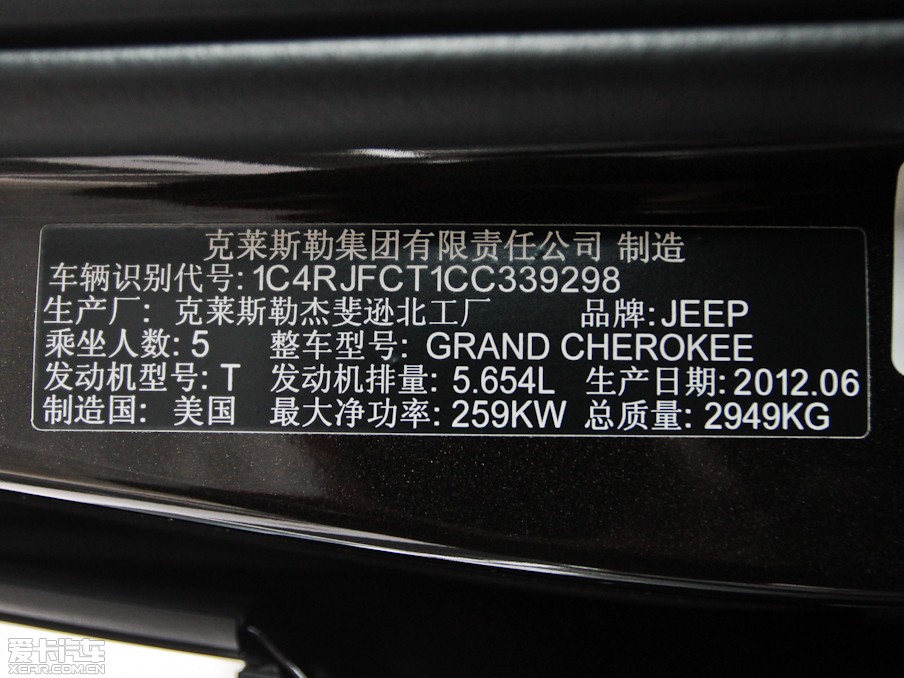 克莱斯勒集团有限责任公司 制造
车辆识别代号: 1C4RJFCT1CC339298
生产厂: 克莱斯勒杰斐逊北工厂 品牌: JEEP
乘坐人数: 5 整车型号: GRAND CHEROKEE
发动机型号: T 发动机排量: 5.654L 生产日期: 2012.06
制造国: 美国 最大净功率: 259KW 总质量: 2949KG
爱卡汽车
XCAR.COM.CN